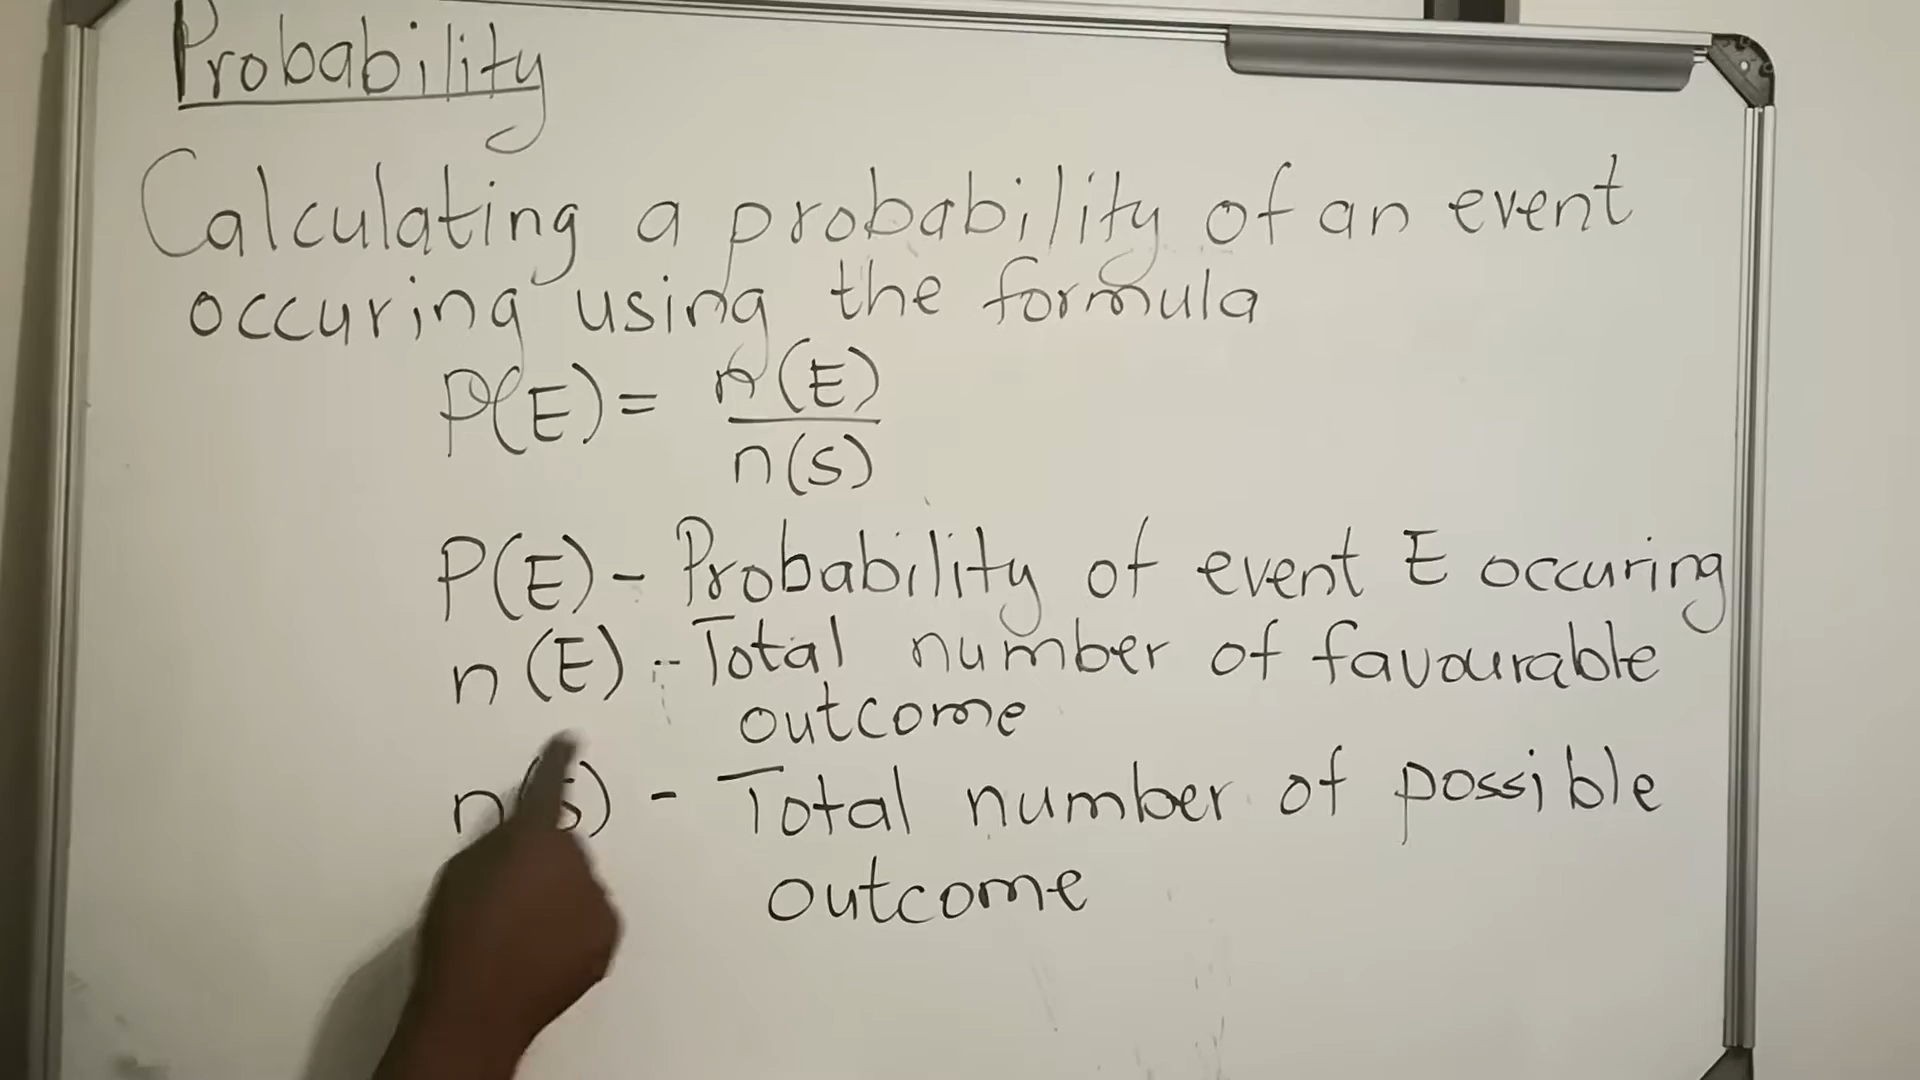 Probability
Calculating a probability of an event
occuring using the formula
P(E) = n(E)
n(s)
P(E) - Probability of event E occuring
n(E) - Total number of favourable
outcome
n(s) - Total number of possible
outcome